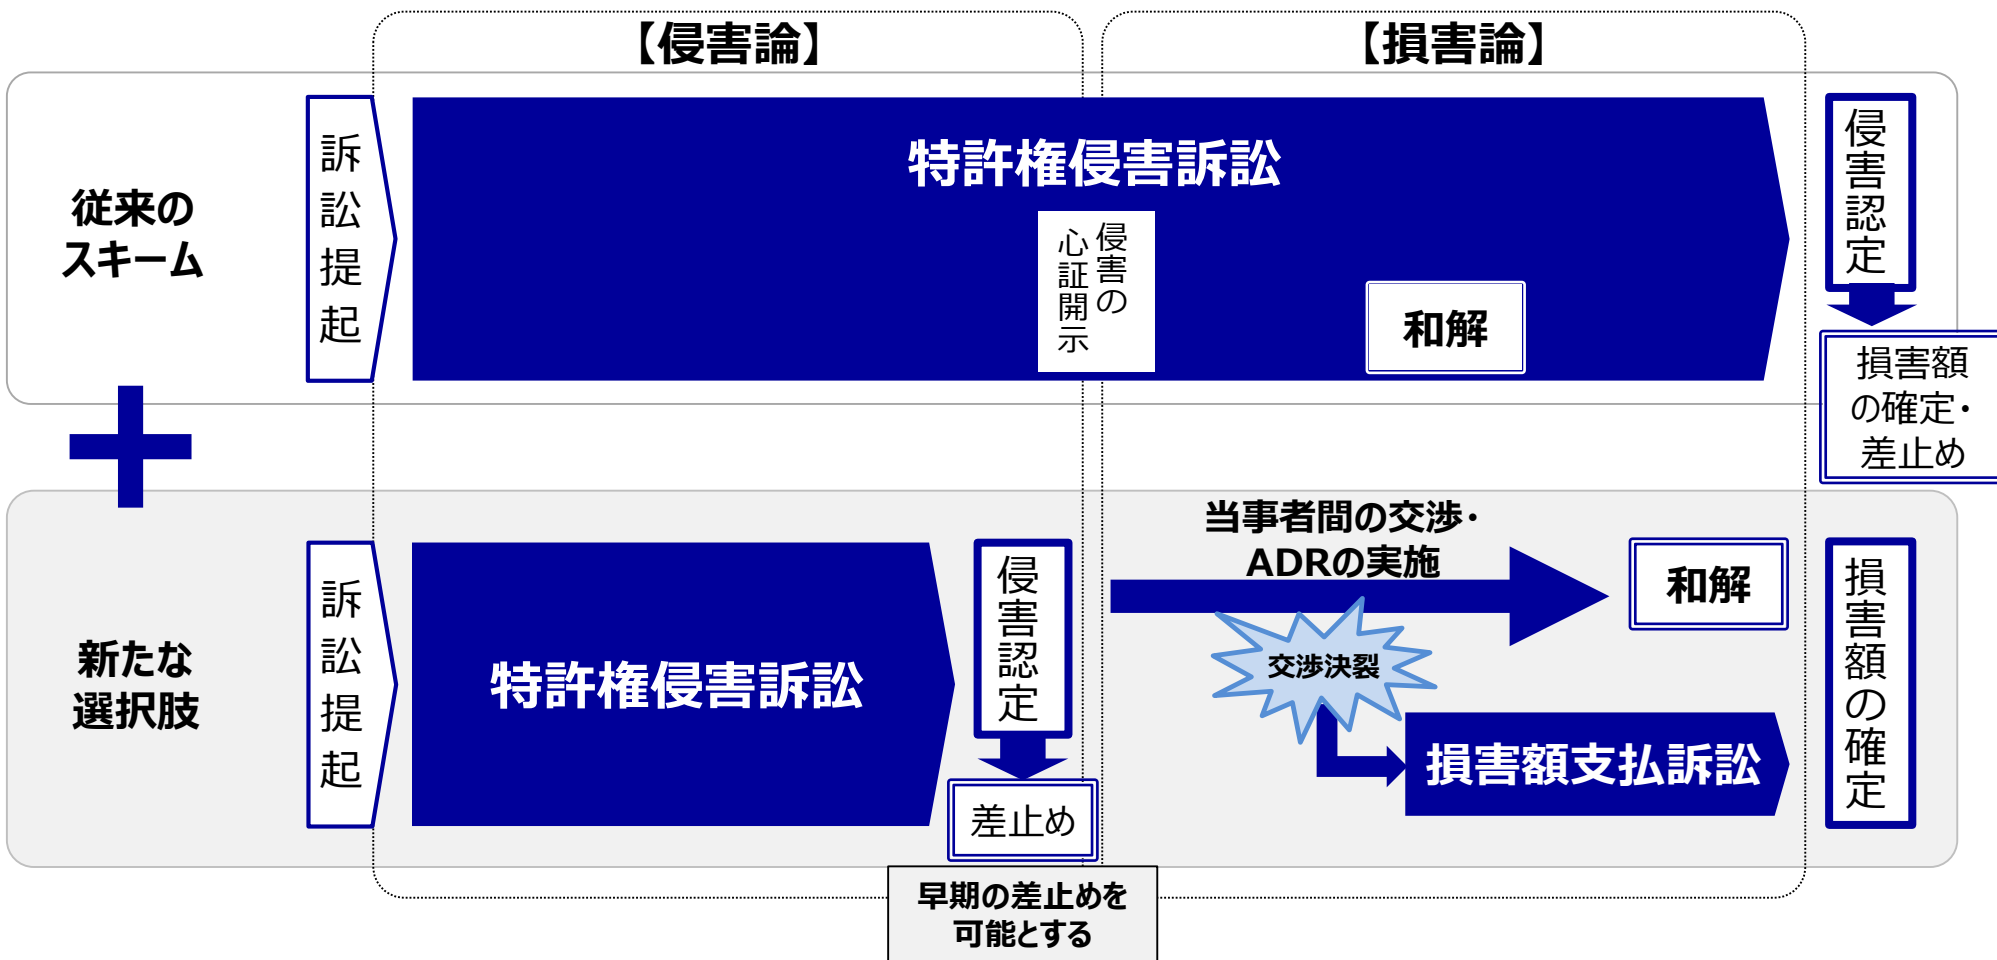 【侵害論】
【損害論】
従来の
スキーム
訴訟提起
特許権侵害訴訟
侵害の
心証開示
和解
侵害認定
損害額
の確定・
差止め
新たな
選択肢
訴訟提起
特許権侵害訴訟
侵害認定
差止め
早期の差止めを
可能とする
当事者間の交渉・
ADRの実施
交渉決裂
和解
損害額支払訴訟
損害額の確定